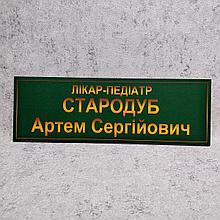 ЛІКАР-ПЕДІАТР
СТАРОДУБ
Артем Сергійович